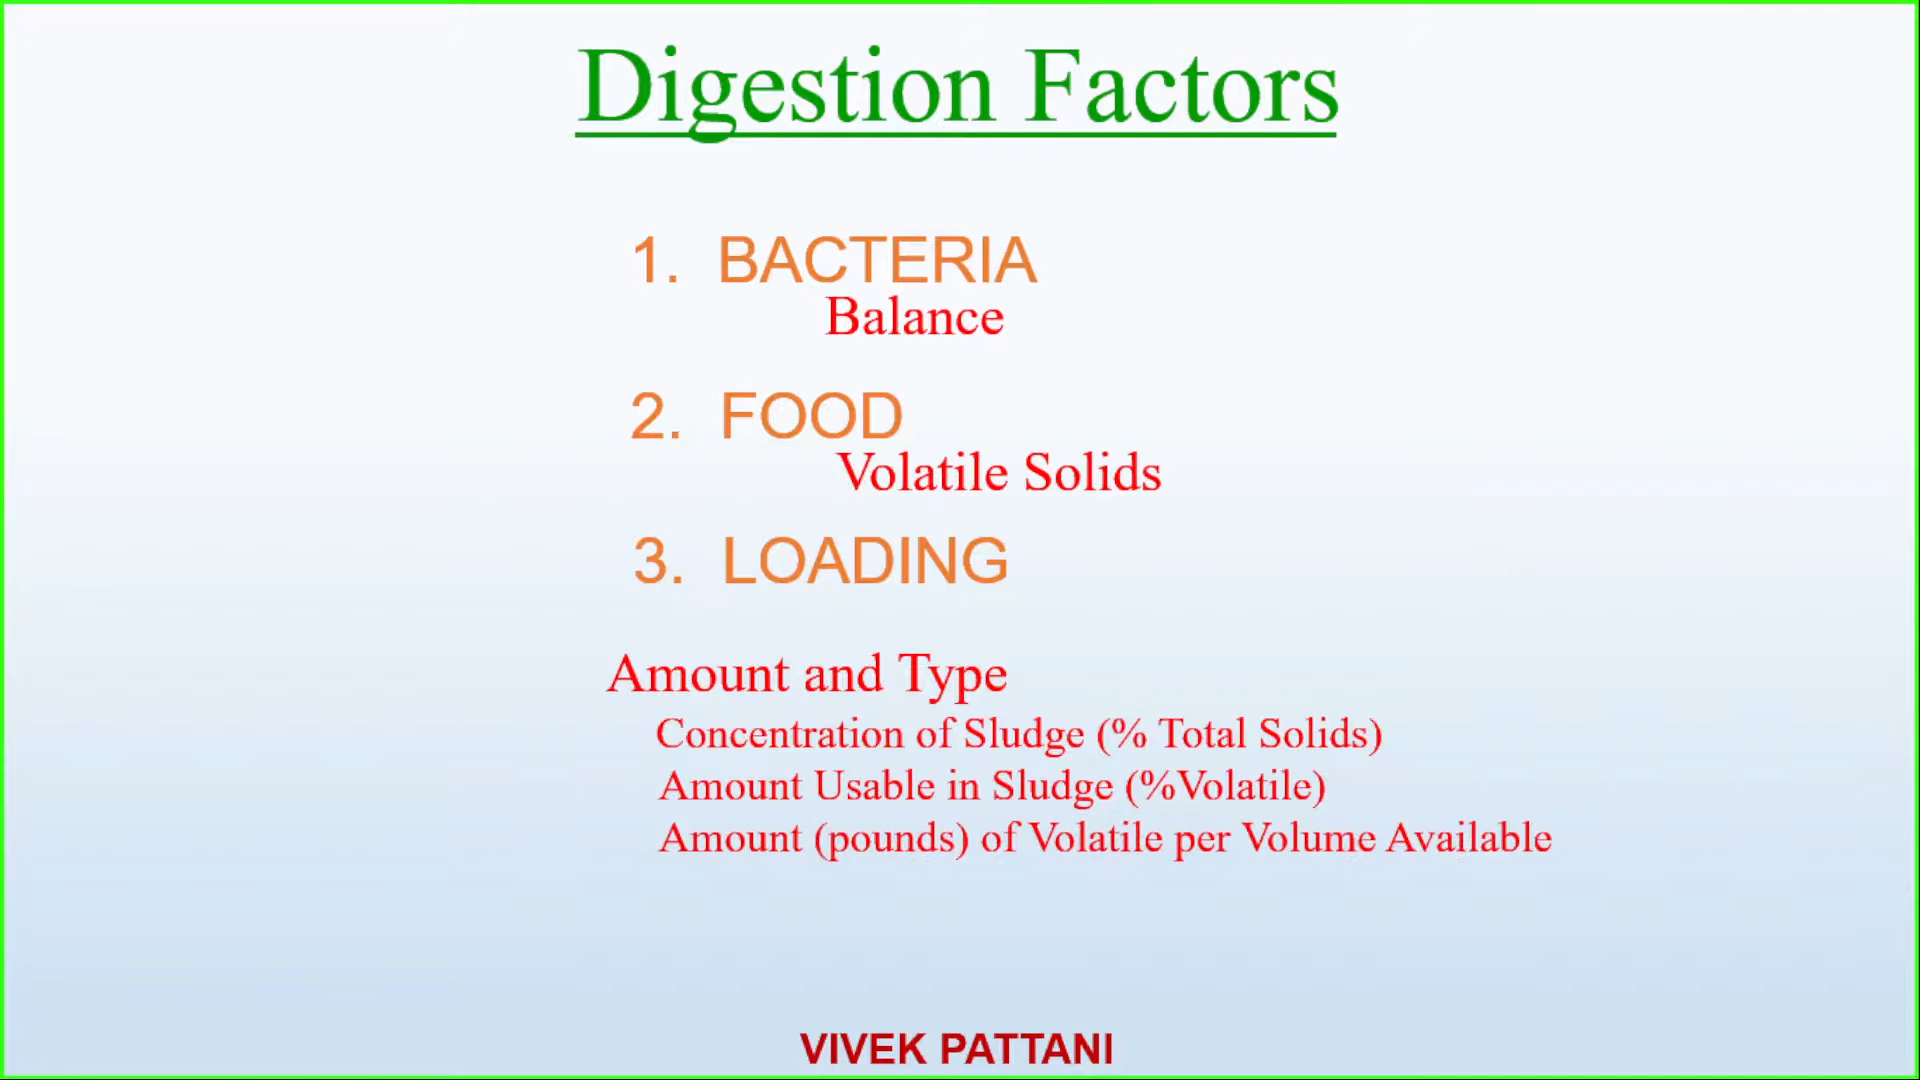 Digestion Factors
1. BACTERIA
Balance
2. FOOD
Volatile Solids
3. LOADING
Amount and Type
Concentration of Sludge (% Total Solids)
Amount Usable in Sludge (%Volatile)
Amount (pounds) of Volatile per Volume Available
VIVEK PATTANI